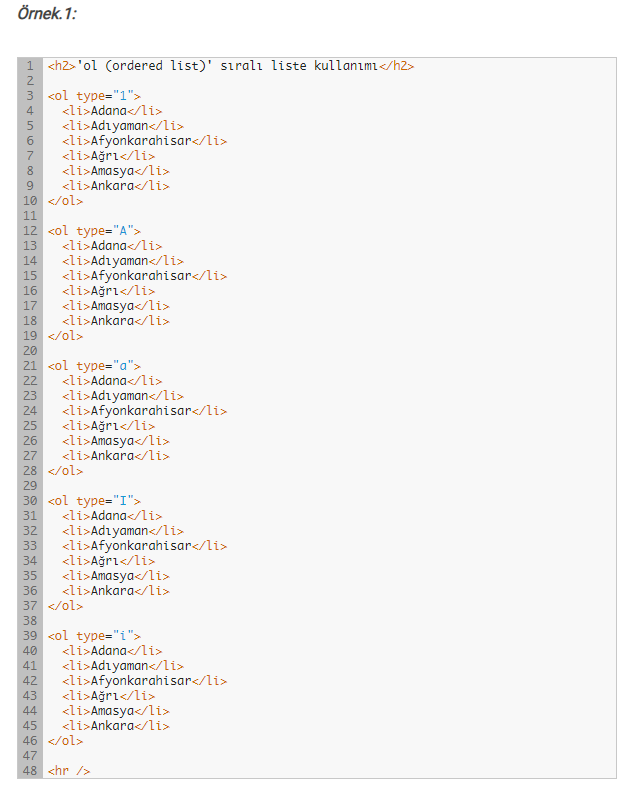 Örnek.1:
1 <h2>'ol (ordered list)' sıralı liste kullanımı</h2>
2
3 <ol type="1">
4   <li>Adana</li>
5   <li>Adıyaman</li>
6   <li>Afyonkarahisar</li>
7   <li>Ağrı</li>
8   <li>Amasya</li>
9   <li>Ankara</li>
10 </ol>
11
12 <ol type="A">
13   <li>Adana</li>
14   <li>Adıyaman</li>
15   <li>Afyonkarahisar</li>
16   <li>Ağrı</li>
17   <li>Amasya</li>
18   <li>Ankara</li>
19 </ol>
20
21 <ol type="a">
22   <li>Adana</li>
23   <li>Adıyaman</li>
24   <li>Afyonkarahisar</li>
25   <li>Ağrı</li>
26   <li>Amasya</li>
27   <li>Ankara</li>
28 </ol>
29
30 <ol type="I">
31   <li>Adana</li>
32   <li>Adıyaman</li>
33   <li>Afyonkarahisar</li>
34   <li>Ağrı</li>
35   <li>Amasya</li>
36   <li>Ankara</li>
37 </ol>
38
39 <ol type="i">
40   <li>Adana</li>
41   <li>Adıyaman</li>
42   <li>Afyonkarahisar</li>
43   <li>Ağrı</li>
44   <li>Amasya</li>
45   <li>Ankara</li>
46 </ol>
47
48 <hr />